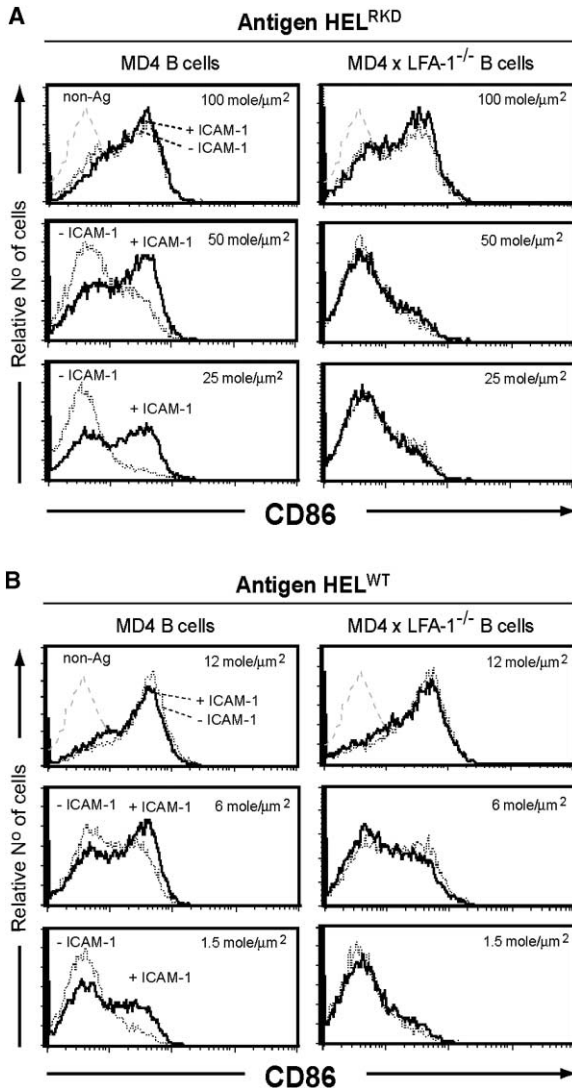 A
Antigen HEL^RKD
MD4 B cells
MD4 x LFA-1-/- B cells
non-Ag
100 mole/µm²
+ ICAM-1
- ICAM-1
100 mole/µm²
- ICAM-1
+ ICAM-1
50 mole/µm²
50 mole/µm²
- ICAM-1
25 mole/µm²
+ ICAM-1
25 mole/µm²
Relative Nº of cells
CD86
B
Antigen HEL^WT
MD4 B cells
MD4 x LFA-1-/- B cells
non-Ag
12 mole/µm²
+ ICAM-1
- ICAM-1
12 mole/µm²
- ICAM-1
+ ICAM-1
6 mole/µm²
6 mole/µm²
- ICAM-1
1.5 mole/µm²
+ ICAM-1
1.5 mole/µm²
Relative Nº of cells
CD86